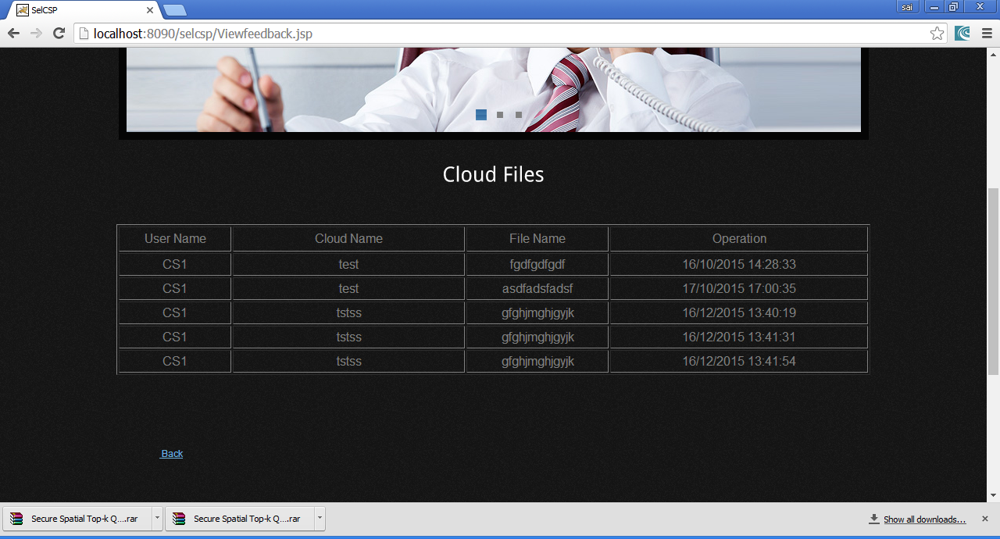 SelCSP
sai
localhost:8090/selcsp/Viewfeedback.jsp
Cloud Files
User Name Cloud Name File Name Operation
CS1 test fgdfgdfgdf 16/10/2015 14:28:33
CS1 test asdfadsfadsf 17/10/2015 17:00:35
CS1 tstss gfghjmghjgyjk 16/12/2015 13:40:19
CS1 tstss gfghjmghjgyjk 16/12/2015 13:41:31
CS1 tstss gfghjmghjgyjk 16/12/2015 13:41:54
Back
Secure Spatial Top-k Q....rar Secure Spatial Top-k Q....rar Show all downloads...